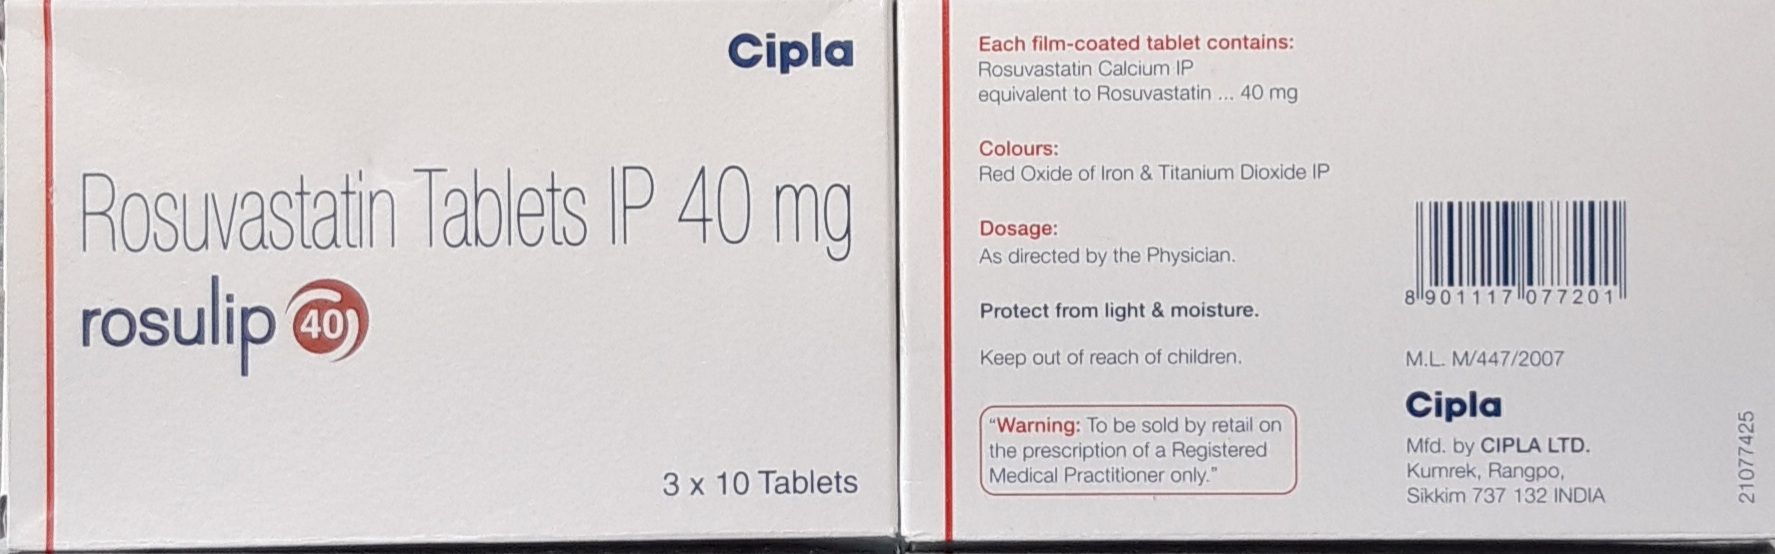 Cipla
Rosuvastatin Tablets IP 40 mg
rosulip 40
3 x 10 Tablets
Each film-coated tablet contains:
Rosuvastatin Calcium IP
equivalent to Rosuvastatin ... 40 mg
Colours:
Red Oxide of Iron & Titanium Dioxide IP
Dosage:
As directed by the Physician.
Protect from light & moisture.
Keep out of reach of children.
"Warning: To be sold by retail on
the prescription of a Registered
Medical Practitioner only."
8 901117 077201
M.L. M/447/2007
Cipla
Mfd. by CIPLA LTD.
Kumrek, Rangpo,
Sikkim 737 132 INDIA
21077425